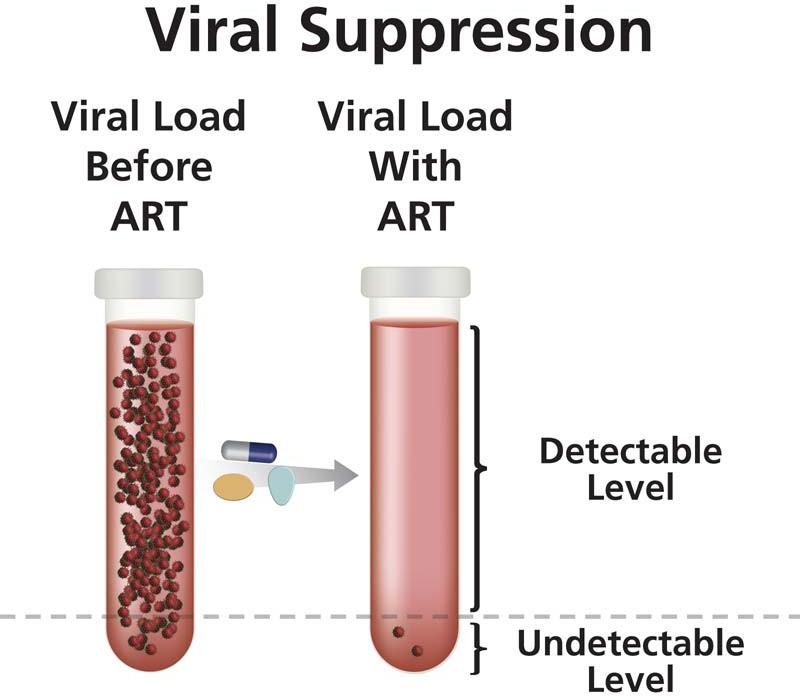 Viral Suppression
Viral Load
Before
ART
Viral Load
With
ART
Detectable
Level
Undetectable
Level